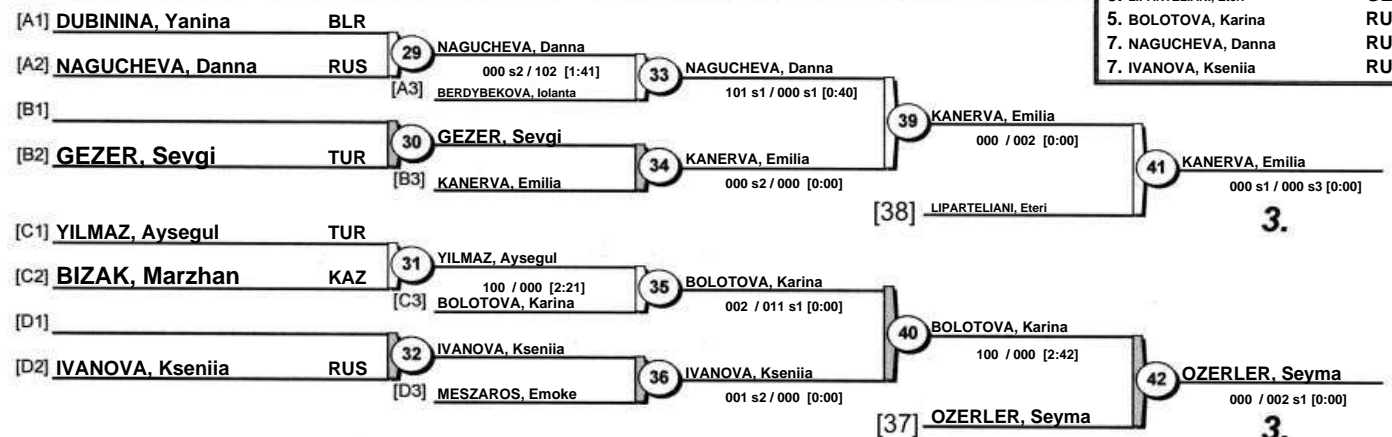 [A1] DUBININA, Yanina BLR
[A2] NAGUCHEVA, Danna RUS
29
NAGUCHEVA, Danna
000 s2 / 102 [1:41]
[A3] BERDYBEKOVA, Iolanta
33
NAGUCHEVA, Danna
101 s1 / 000 s1 [0:40]
[B1]
[B2] GEZER, Sevgi TUR
30
GEZER, Sevgi
[B3] KANERVA, Emilia
34
KANERVA, Emilia
000 s2 / 000 [0:00]
39
KANERVA, Emilia
000 / 002 [0:00]
[38] LIPARTELIANI, Eteri
41
KANERVA, Emilia
000 s1 / 000 s3 [0:00]
3.
[C1] YILMAZ, Aysegul TUR
[C2] BIZAK, Marzhan KAZ
31
YILMAZ, Aysegul
100 / 000 [2:21]
[C3] BOLOTOVA, Karina
35
BOLOTOVA, Karina
002 / 011 s1 [0:00]
[D1]
[D2] IVANOVA, Kseniia RUS
32
IVANOVA, Kseniia
[D3] MESZAROS, Emoke
36
IVANOVA, Kseniia
001 s2 / 000 [0:00]
40
BOLOTOVA, Karina
100 / 000 [2:42]
[37] OZERLER, Seyma
42
OZERLER, Seyma
000 / 002 s1 [0:00]
3.
5. BOLOTOVA, Karina RU
7. NAGUCHEVA, Danna RU
7. IVANOVA, Kseniia RU